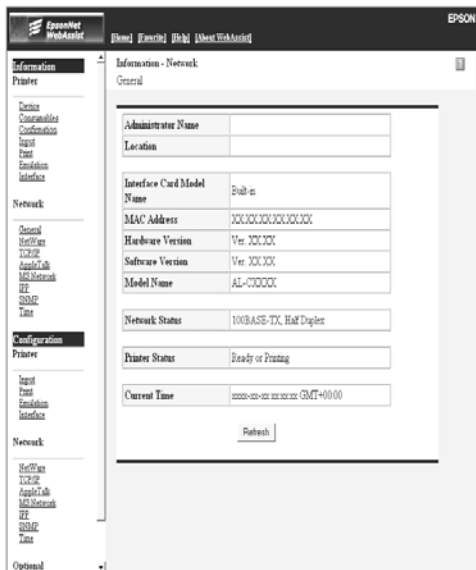 EpsonNet
WebAssist
[Home] [Favorite] [Help] [About WebAssist]
EPSON
Information
Printer
Device
Consumables
Confirmation
Input
Print
Emulation
Interface
Network
General
NetWare
TCP/IP
AppleTalk
MS Network
IPP
SNMP
Time
Configuration
Printer
Input
Print
Emulation
Interface
Network
NetWare
TCP/IP
AppleTalk
MS Network
IPP
SNMP
Time
Optional
Information - Network
?
General
Administrator Name
Location
Interface Card Model Name Built-in
MAC Address XX:XX:XX:XX:XX:XX
Hardware Version Ver. XX.XX
Software Version Ver. XX.XX
Model Name AL-CXXXX
Network Status 100BASE-TX, Half Duplex
Printer Status Ready or Printing
Current Time xxxx-xx-xx xx:xx:xx GMT+00:00
Refresh